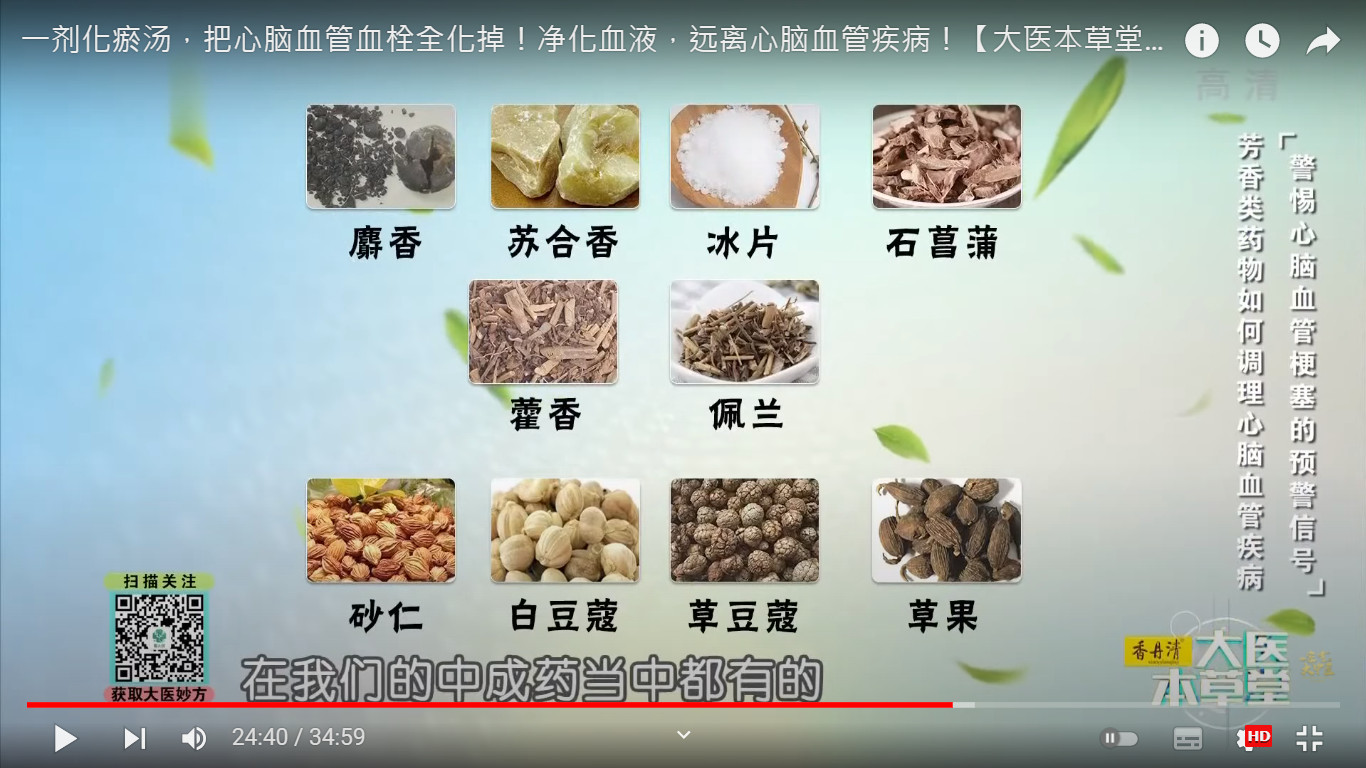 一剂化瘀汤，把心脑血管血栓全化掉！净化血液，远离心脑血管疾病！【大医本草堂...
高清
麝香
苏合香
冰片
石菖蒲
藿香
佩兰
砂仁
白豆蔻
草豆蔻
草果
「警惕心脑血管梗塞的预警信号」
芳香类药物如何调理心脑血管疾病
扫描关注
获取大医妙方
在我们的中成药当中都有的
香丹清
大医
本草堂
24:40 / 34:59
HD